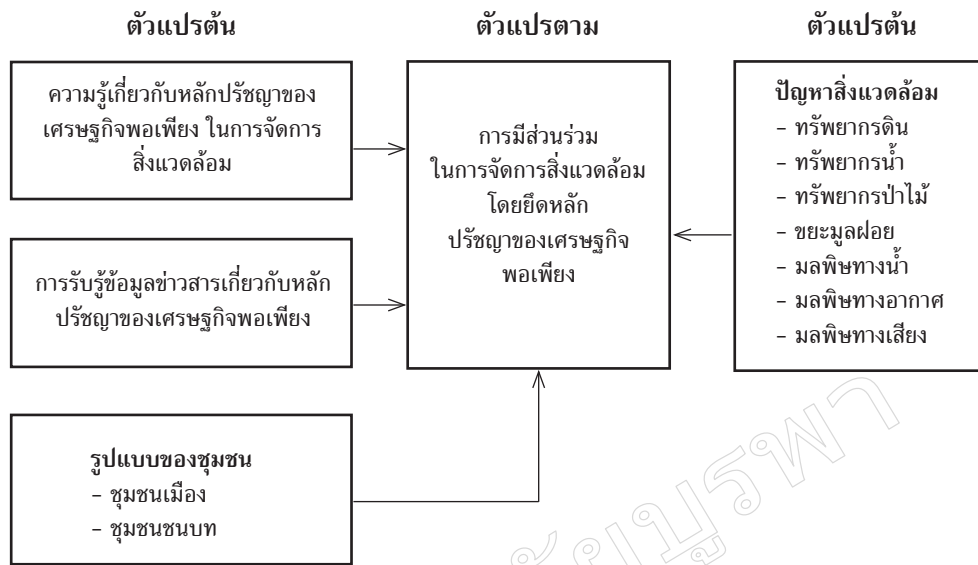 ตัวแปรต้น
ตัวแปรตาม
ตัวแปรต้น
ความรู้เกี่ยวกับหลักปรัชญาของ
เศรษฐกิจพอเพียง ในการจัดการ
สิ่งแวดล้อม
การรับรู้ข้อมูลข่าวสารเกี่ยวกับหลัก
ปรัชญาของเศรษฐกิจพอเพียง
รูปแบบของชุมชน
– ชุมชนเมือง
– ชุมชนชนบท
การมีส่วนร่วม
ในการจัดการสิ่งแวดล้อม
โดยยึดหลัก
ปรัชญาของเศรษฐกิจ
พอเพียง
ปัญหาสิ่งแวดล้อม
– ทรัพยากรดิน
– ทรัพยากรน้ำ
– ทรัพยากรป่าไม้
– ขยะมูลฝอย
– มลพิษทางน้ำ
– มลพิษทางอากาศ
– มลพิษทางเสียง